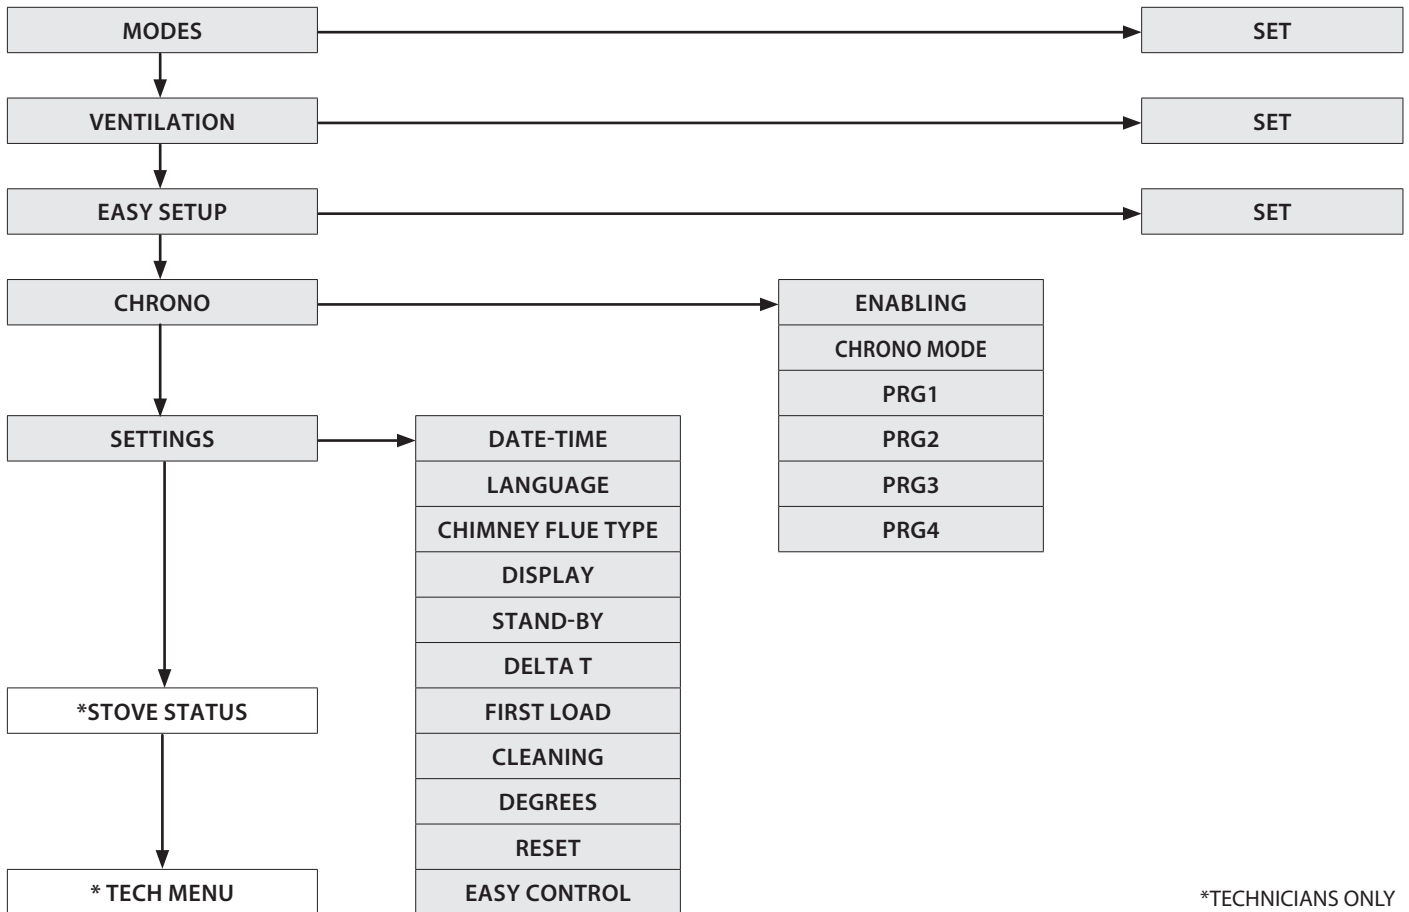 MODES
SET
VENTILATION
SET
EASY SETUP
SET
CHRONO
ENABLING
CHRONO MODE
PRG1
PRG2
PRG3
PRG4
SETTINGS
DATE-TIME
LANGUAGE
CHIMNEY FLUE TYPE
DISPLAY
STAND-BY
DELTA T
FIRST LOAD
CLEANING
DEGREES
RESET
EASY CONTROL
*STOVE STATUS
* TECH MENU
*TECHNICIANS ONLY